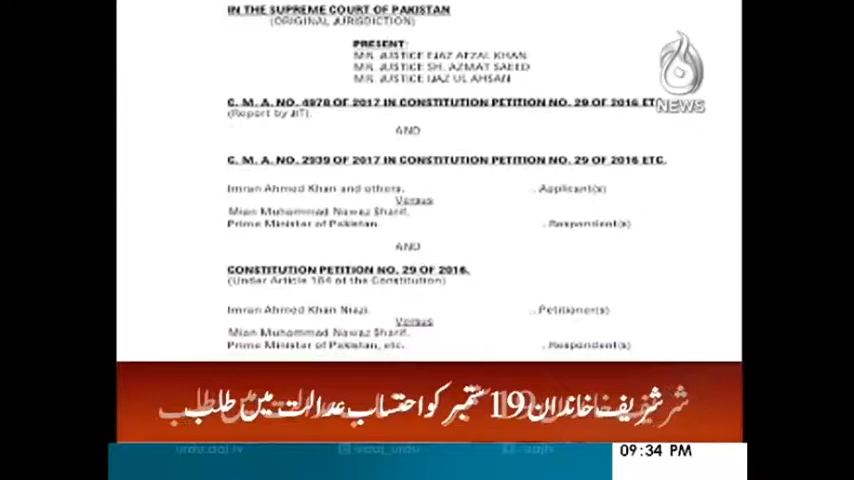 IN THE SUPREME COURT OF PAKISTAN
(ORIGINAL JURISDICTION)
PRESENT:
MR. JUSTICE EJAZ AFZAL KHAN
MR. JUSTICE SH. AZMAT SAEED
MR. JUSTICE IJAZ UL AHSAN
C. M. A. NO. 4978 OF 2017 IN CONSTITUTION PETITION NO. 29 OF 2016 ET
(Report by JIT).
NEWS
AND
C. M. A. NO. 2939 OF 2017 IN CONSTITUTION PETITION NO. 29 OF 2016 ETC.
Imran Ahmed Khan and others. .. Applicant(s)
Versus
Mian Muhammad Nawaz Sharif,
Prime Minister of Pakistan. .. Respondent(s)
AND
CONSTITUTION PETITION NO. 29 OF 2016.
(Under Article 184 of the Constitution)
Imran Ahmed Khan Niazi. .. Petitioner(s)
Versus
Mian Muhammad Nawaz Sharif,
Prime Minister of Pakistan, etc. .. Respondent(s)
شریف خاندان 19 ستمبر کو احتساب عدالت میں طلب
urdu.aaj.tv
09:34 PM